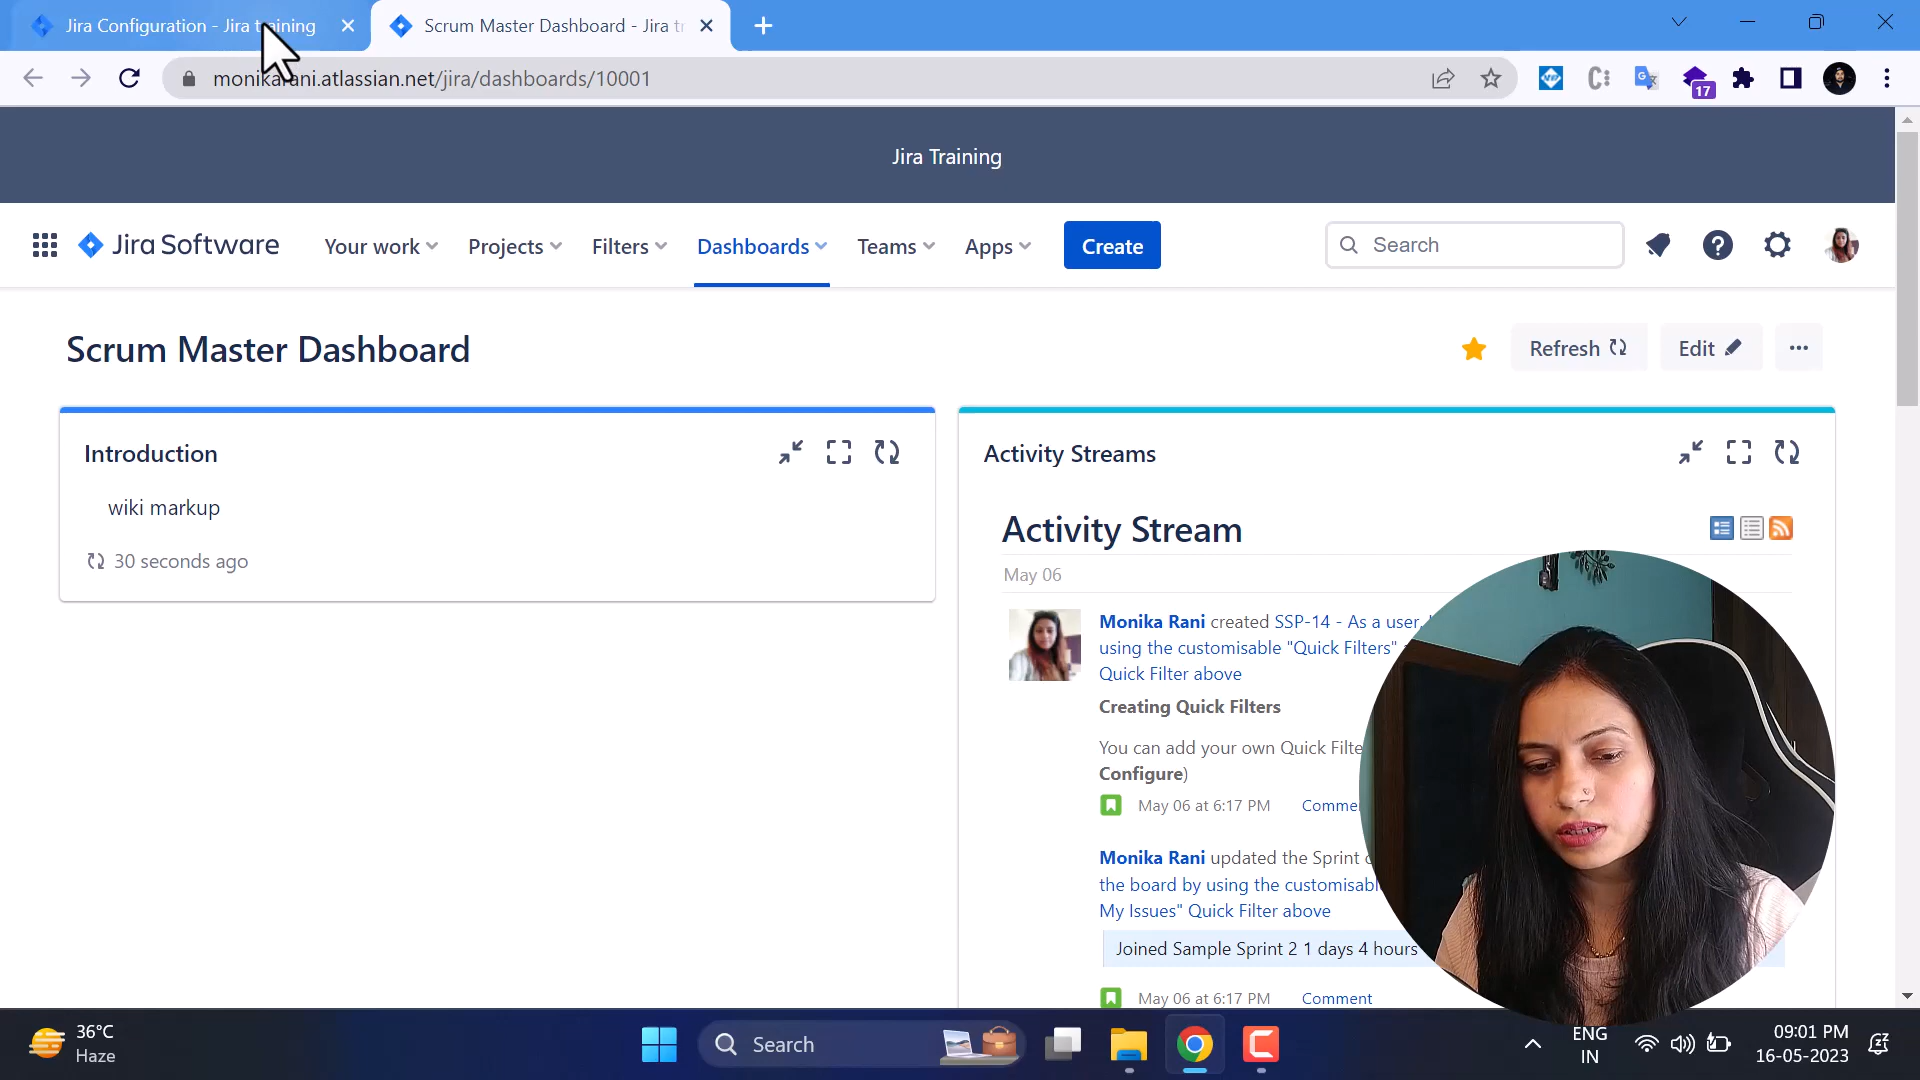 Jira Configuration - Jira training
Scrum Master Dashboard - Jira tr
monikarani.atlassian.net/jira/dashboards/10001
17
Jira Training
Jira Software
Your work
Projects
Filters
Dashboards
Teams
Apps
Create
Search
Scrum Master Dashboard
Refresh
Edit
Introduction
wiki markup
30 seconds ago
Activity Streams
Activity Stream
May 06
Monika Rani created SSP-14 - As a user,
using the customisable "Quick Filters"
Quick Filter above
Creating Quick Filters
You can add your own Quick Filte
Configure)
May 06 at 6:17 PM Comme
Monika Rani updated the Sprint
the board by using the customisabl
My Issues" Quick Filter above
Joined Sample Sprint 2 1 days 4 hours
May 06 at 6:17 PM Comment
36°C
Haze
Search
ENG
IN
09:01 PM
16-05-2023